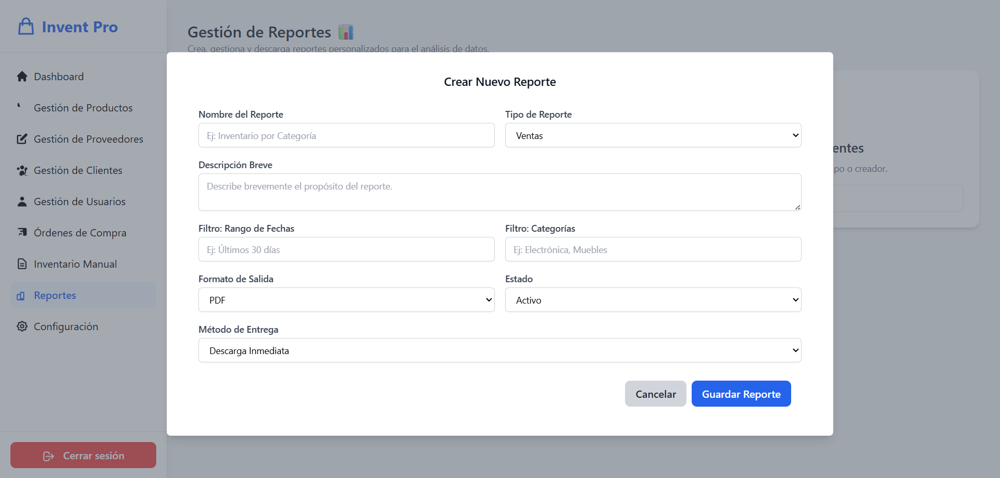 Invent Pro
Dashboard
Gestión de Productos
Gestión de Proveedores
Gestión de Clientes
Gestión de Usuarios
Órdenes de Compra
Inventario Manual
Reportes
Configuración
Cerrar sesión
Gestión de Reportes
Crea, gestiona y descarga reportes personalizados para el análisis de datos.
entes
po o creador.
Crear Nuevo Reporte
Nombre del Reporte
Ej: Inventario por Categoría
Tipo de Reporte
Ventas
Descripción Breve
Describe brevemente el propósito del reporte.
Filtro: Rango de Fechas
Ej: Últimos 30 días
Filtro: Categorías
Ej: Electrónica, Muebles
Formato de Salida
PDF
Estado
Activo
Método de Entrega
Descarga Inmediata
Cancelar
Guardar Reporte